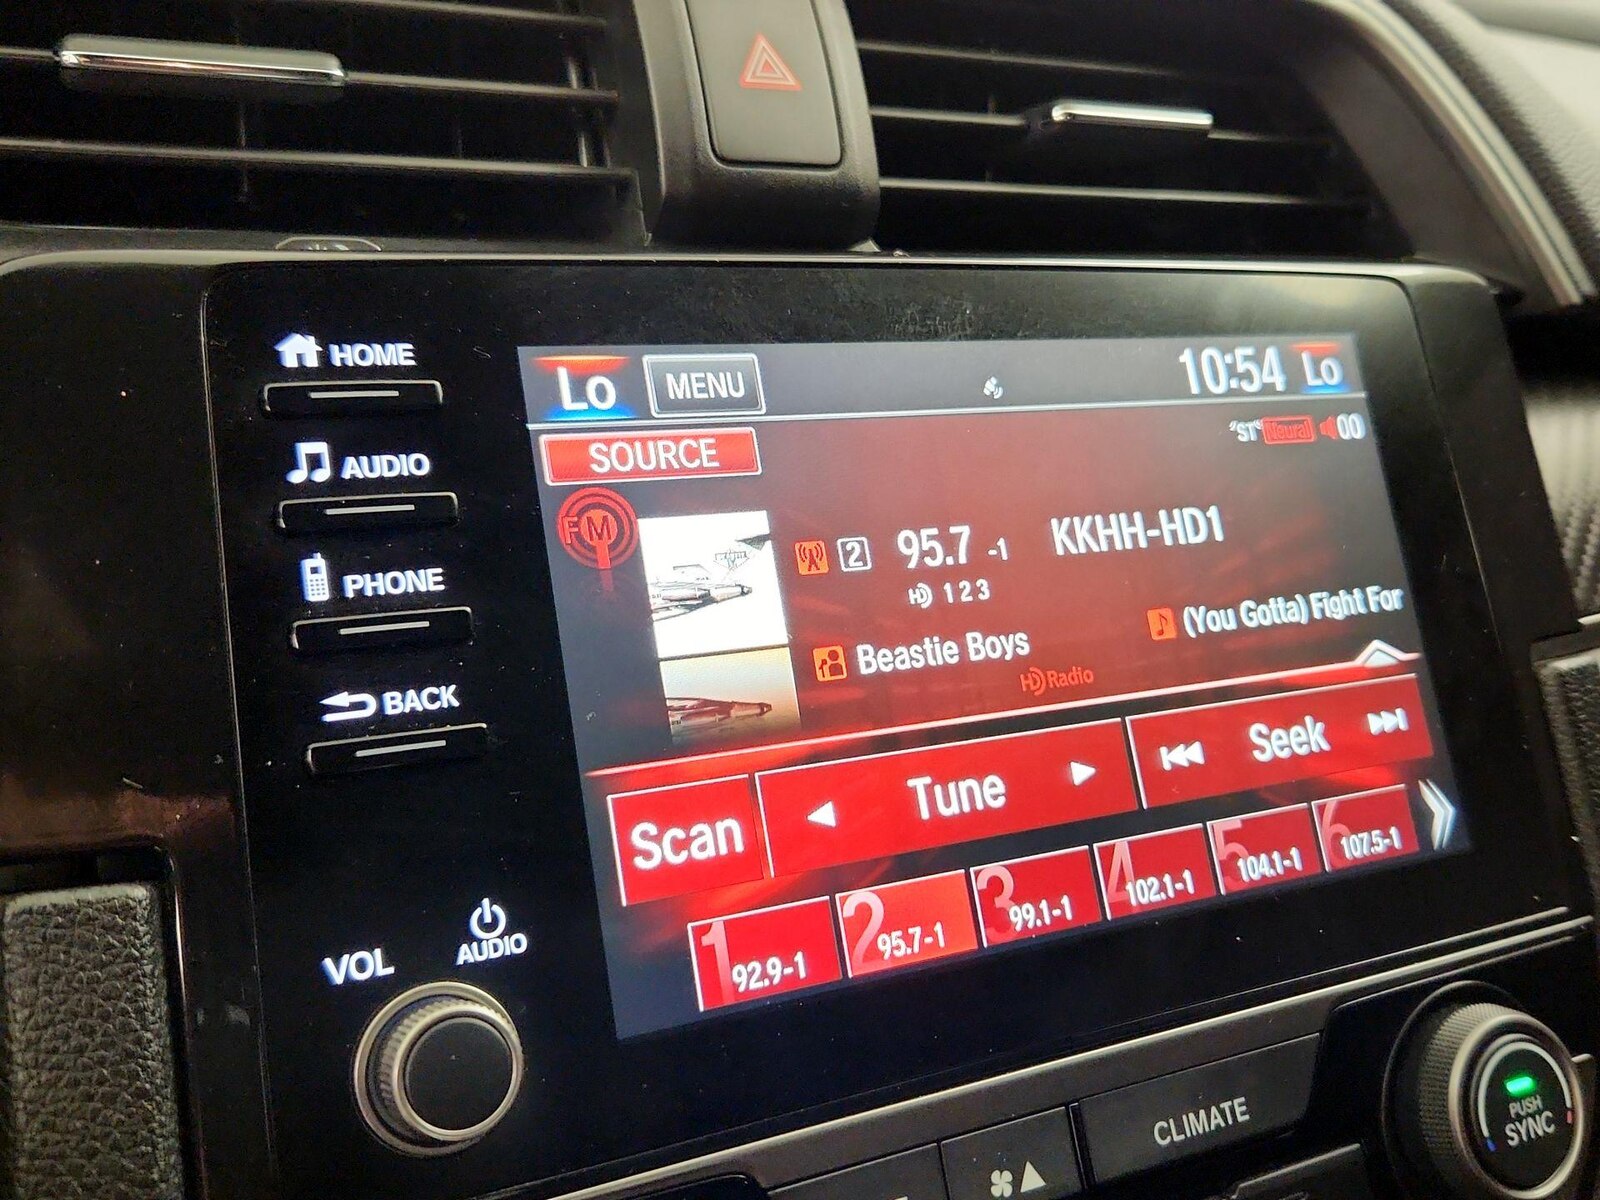 HOME
AUDIO
PHONE
BACK
VOL
AUDIO
Lo MENU 10:54 Lo
SOURCE
ST Neural 00
FM
2 95.7 -1 KKHH-HD1
HD 1 2 3
Beastie Boys
(You Gotta) Fight For
HD Radio
Scan Tune Seek
1 92.9-1
2 95.7-1
3 99.1-1
4 102.1-1
5 104.1-1
6 107.5-1
CLIMATE
PUSH
SYNC